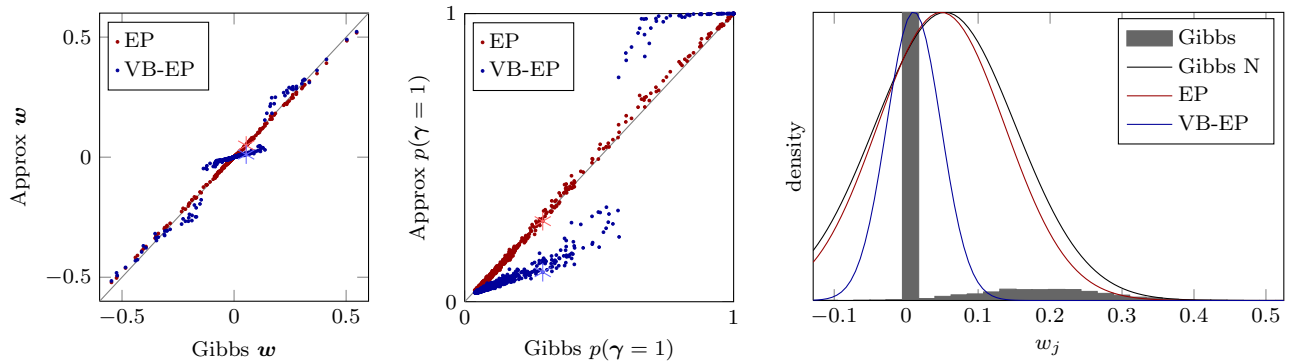 EP
VB-EP
0.5
0
−0.5
−0.5
0
0.5
Approx w
Gibbs w
EP
VB-EP
1
0
0
1
Approx p(γ = 1)
Gibbs p(γ = 1)
Gibbs
Gibbs N
EP
VB-EP
density
−0.1
0
0.1
0.2
0.3
0.4
0.5
w_j